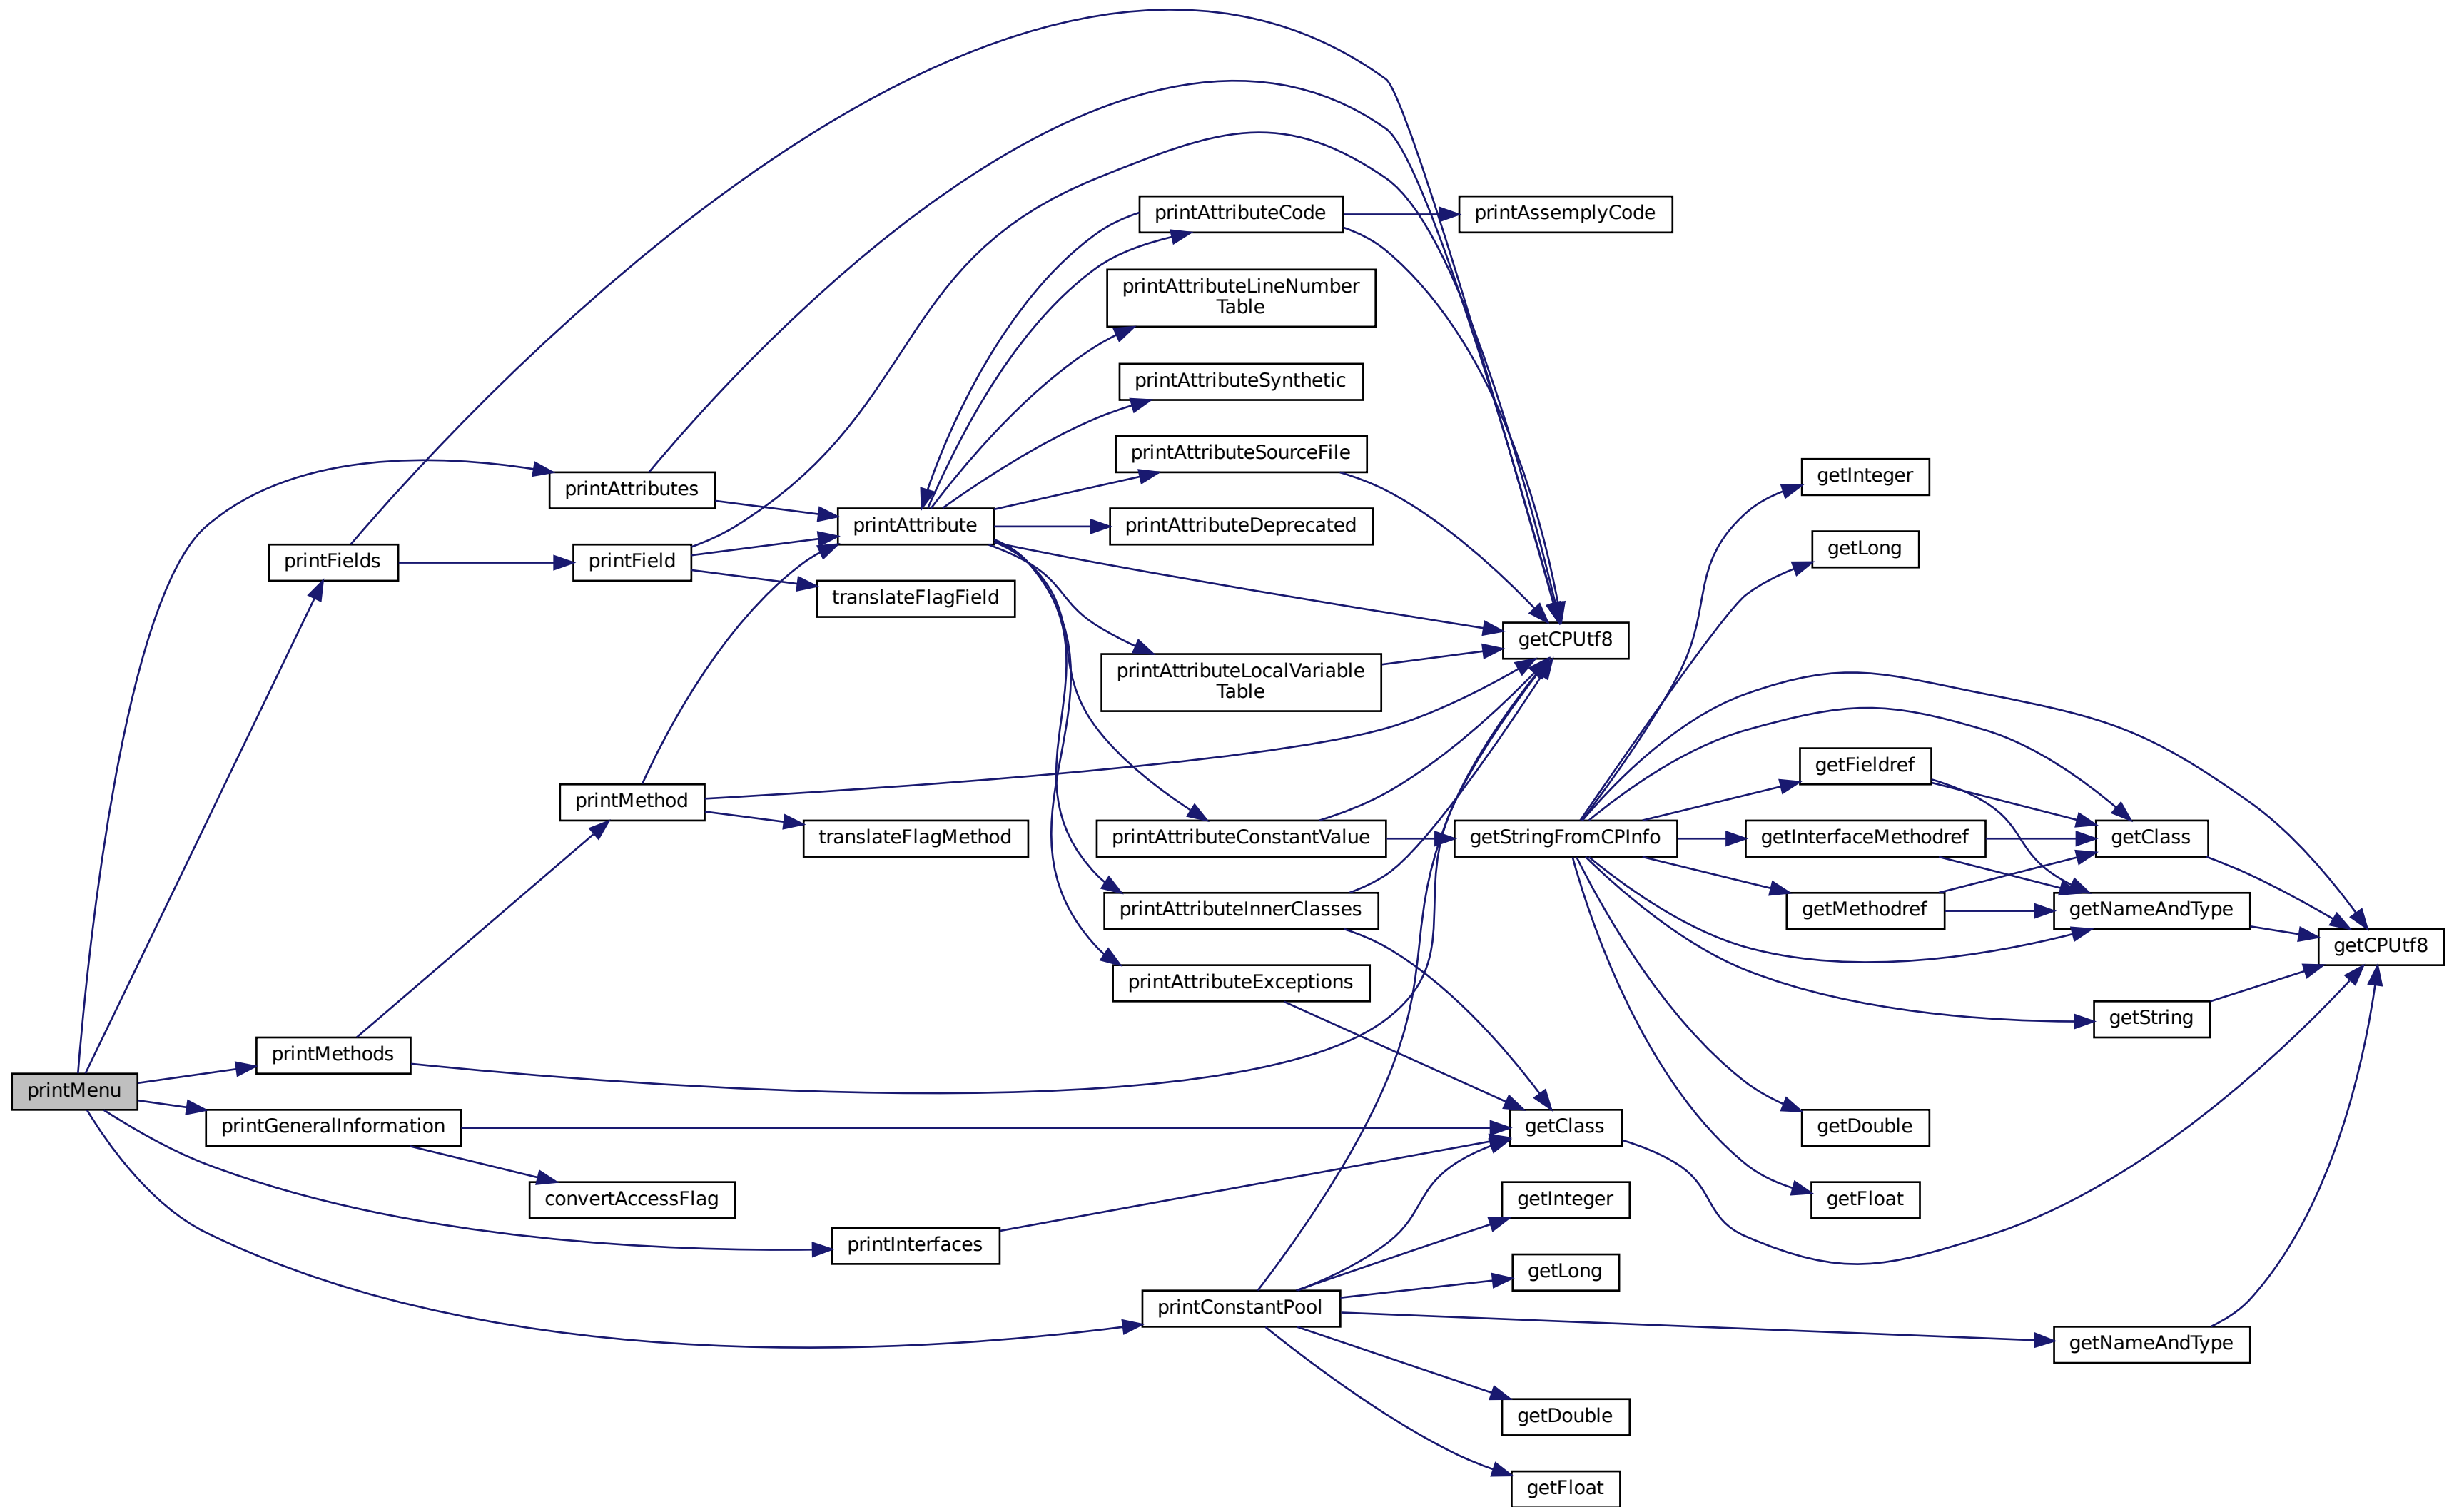 printMenu
printFields
printMethods
printGeneralInformation
printAttributes
printField
printMethod
convertAccessFlag
printAttribute
translateFlagField
translateFlagMethod
printInterfaces
printAttributeCode
printAttributeLineNumber
Table
printAttributeSynthetic
printAttributeSourceFile
printAttributeDeprecated
printAttributeLocalVariable
Table
printAttributeConstantValue
printAttributeInnerClasses
printAttributeExceptions
printConstantPool
printAssemplyCode
getCPUtf8
getStringFromCPInfo
getClass
getInteger
getLong
getDouble
getFloat
getInteger
getLong
getFieldref
getInterfaceMethodref
getMethodref
getDouble
getFloat
getClass
getNameAndType
getString
getNameAndType
getCPUtf8